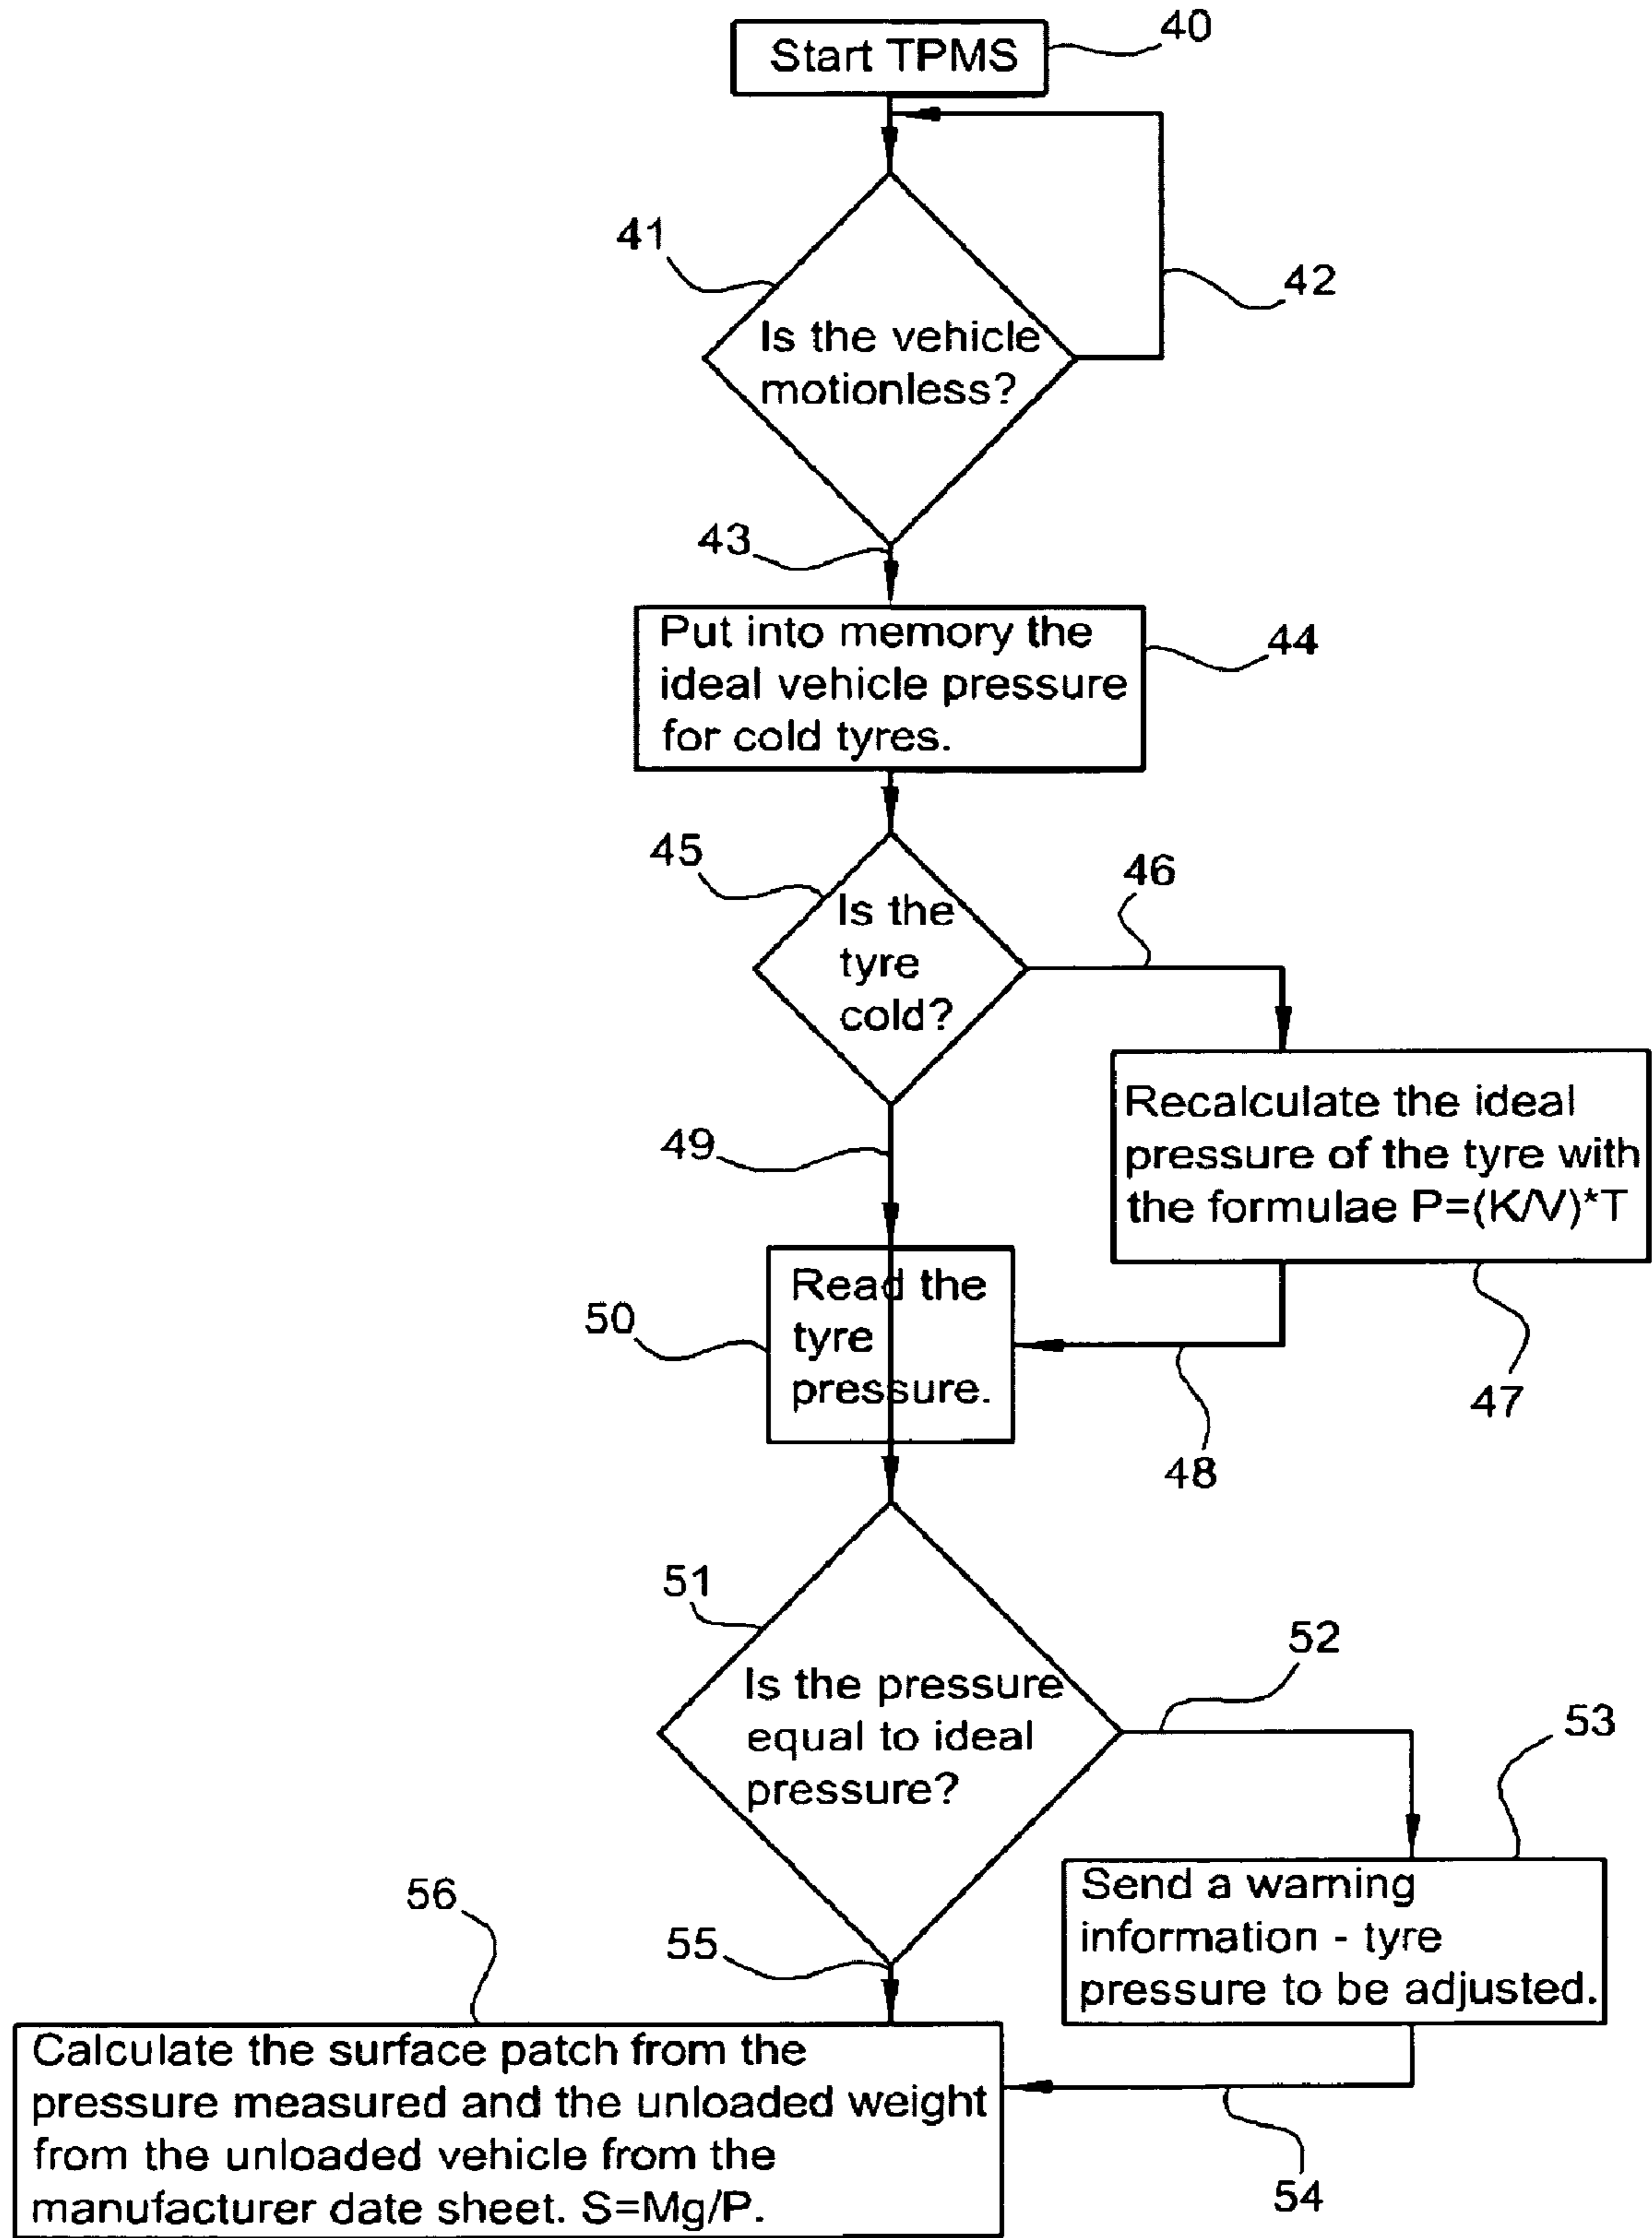 Start TPMS
40
41
Is the vehicle
motionless?
42
43
Put into memory the
ideal vehicle pressure
for cold tyres.
44
45
Is the
tyre
cold?
46
Recalculate the ideal
pressure of the tyre with
the formulae P=(K/V)*T
47
48
49
50
Read the
tyre
pressure.
51
Is the pressure
equal to ideal
pressure?
52
53
Send a warning
information - tyre
pressure to be adjusted.
54
55
56
Calculate the surface patch from the
pressure measured and the unloaded weight
from the unloaded vehicle from the
manufacturer date sheet. S=Mg/P.